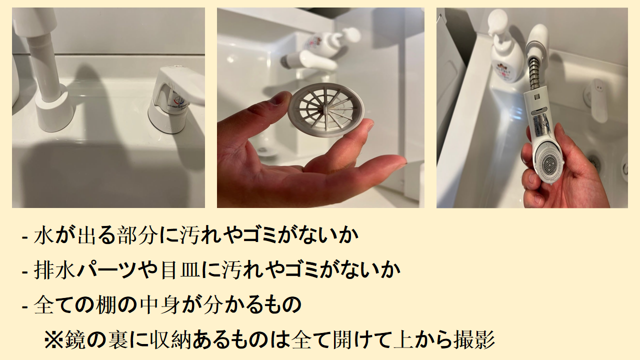 - 水が出る部分に汚れやゴミがないか
- 排水パーツや目皿に汚れやゴミがないか
- 全ての棚の中身が分かるもの
※鏡の裏に収納あるものは全て開けて上から撮影